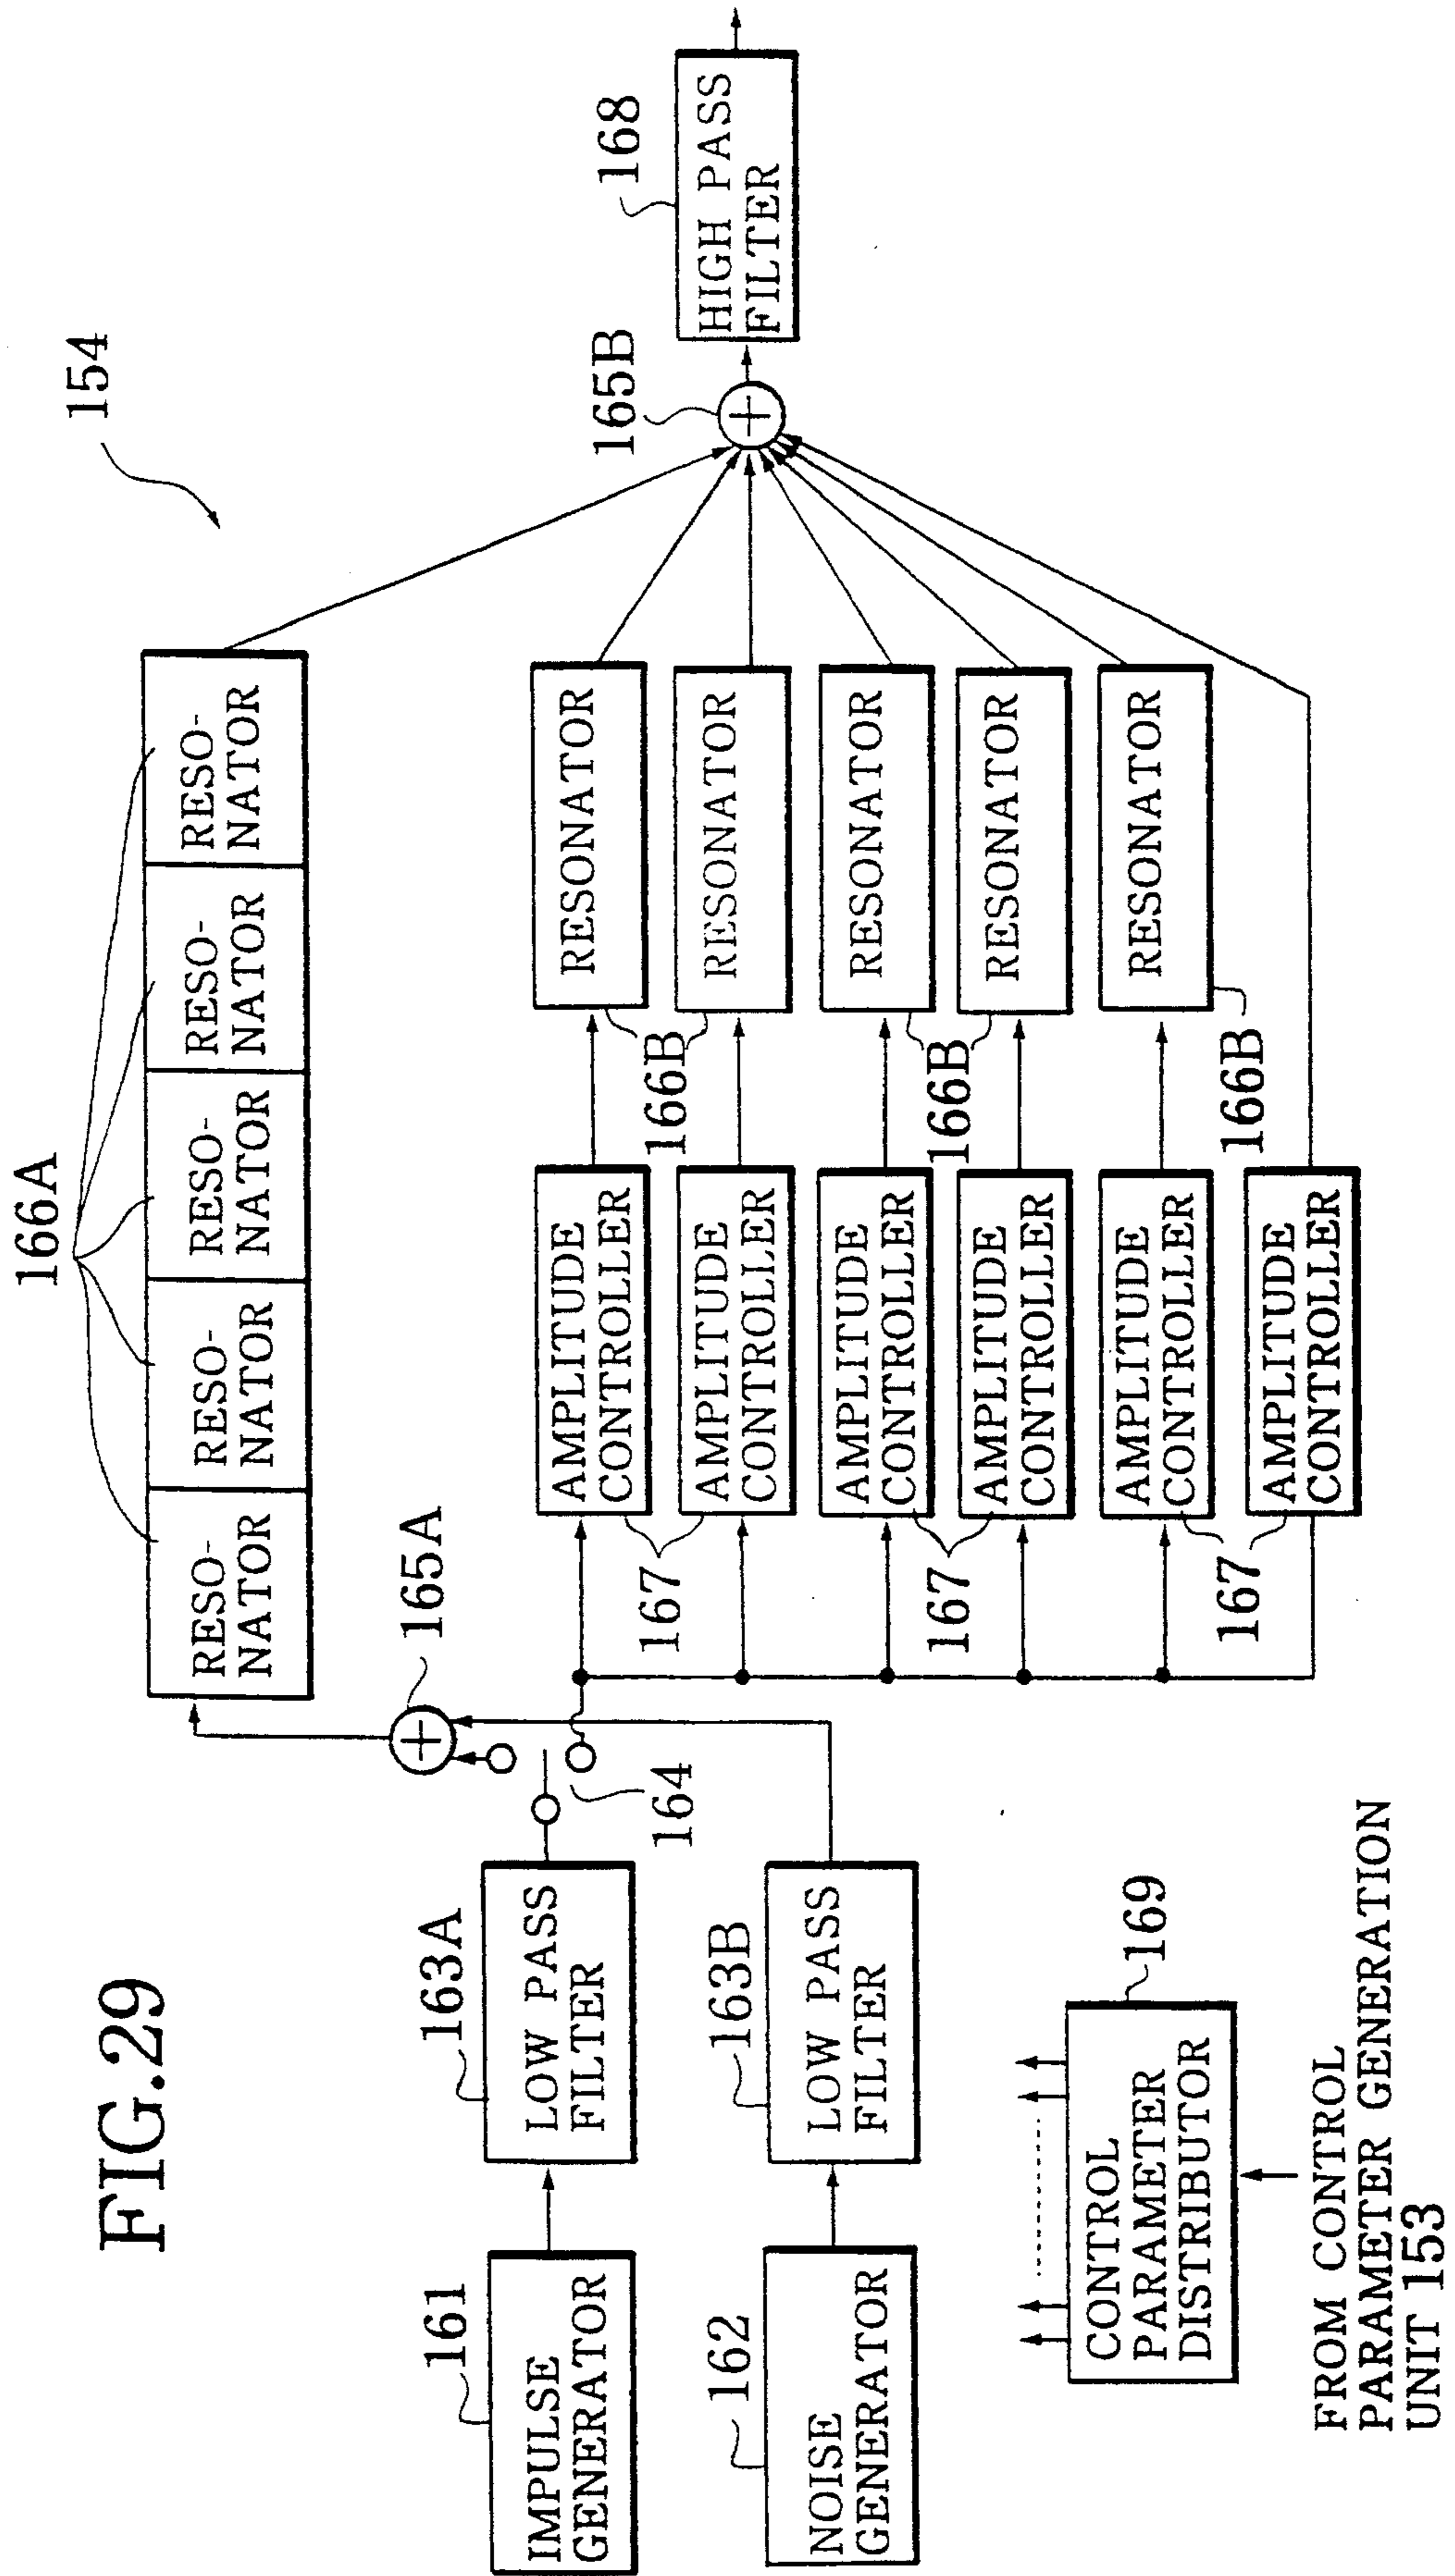 FIG.29
154
166A
RESO-
NATOR
RESO-
NATOR
RESO-
NATOR
RESO-
NATOR
RESO-
NATOR
165A
165B
168
HIGH PASS
FILTER
161
IMPULSE
GENERATOR
163A
LOW PASS
FILTER
164
162
NOISE
GENERATOR
163B
LOW PASS
FILTER
AMPLITUDE
CONTROLLER
RESONATOR
167
166B
AMPLITUDE
CONTROLLER
RESONATOR
AMPLITUDE
CONTROLLER
RESONATOR
167
166B
AMPLITUDE
CONTROLLER
RESONATOR
AMPLITUDE
CONTROLLER
RESONATOR
167
166B
AMPLITUDE
CONTROLLER
169
CONTROL
PARAMETER
DISTRIBUTOR
FROM CONTROL
PARAMETER GENERATION
UNIT 153